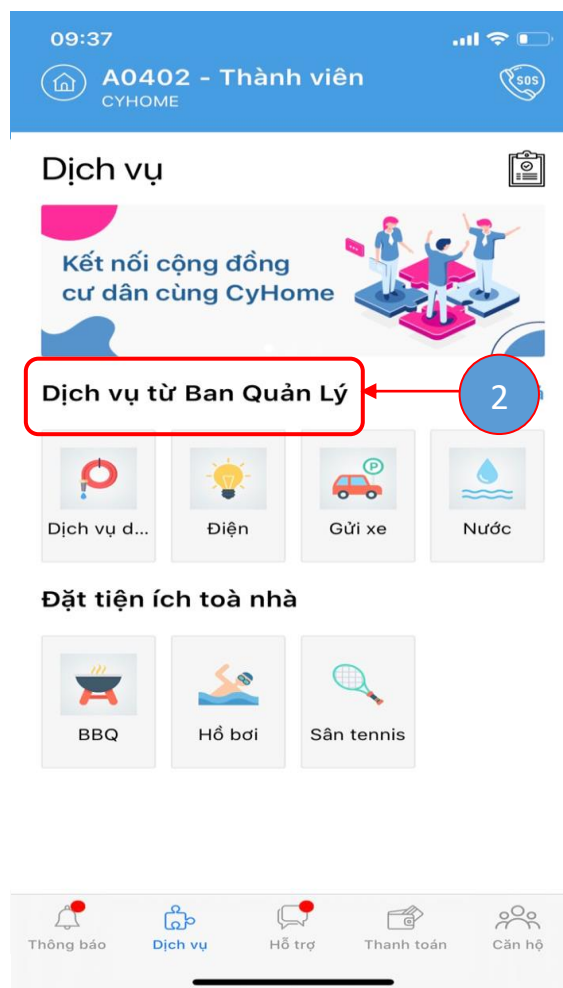 09:37
A0402 - Thành viên
CYHOME
SOS
Dịch vụ
Kết nối cộng đồng
cư dân cùng CyHome
Dịch vụ từ Ban Quản Lý
2
P
Dịch vụ d...
Điện
Gửi xe
Nước
Đặt tiện ích toà nhà
BBQ
Hồ bơi
Sân tennis
Thông báo
Dịch vụ
Hỗ trợ
Thanh toán
Căn hộ